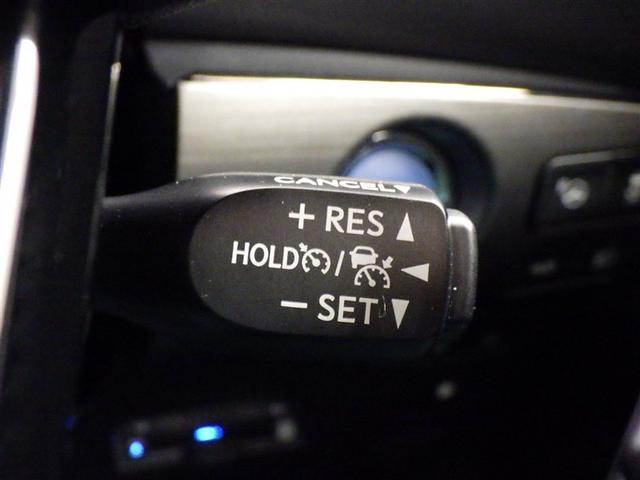 CANCEL
+ RES
HOLD /
− SET